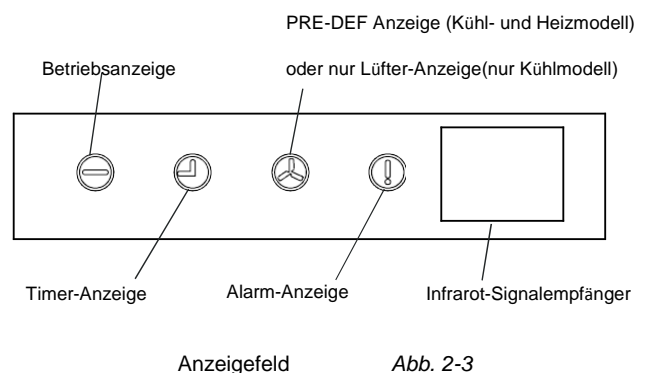 PRE-DEF Anzeige (Kühl- und Heizmodell)
Betriebsanzeige
oder nur Lüfter-Anzeige(nur Kühlmodell)
Timer-Anzeige
Alarm-Anzeige
Infrarot-Signalempfänger
Anzeigefeld
Abb. 2-3